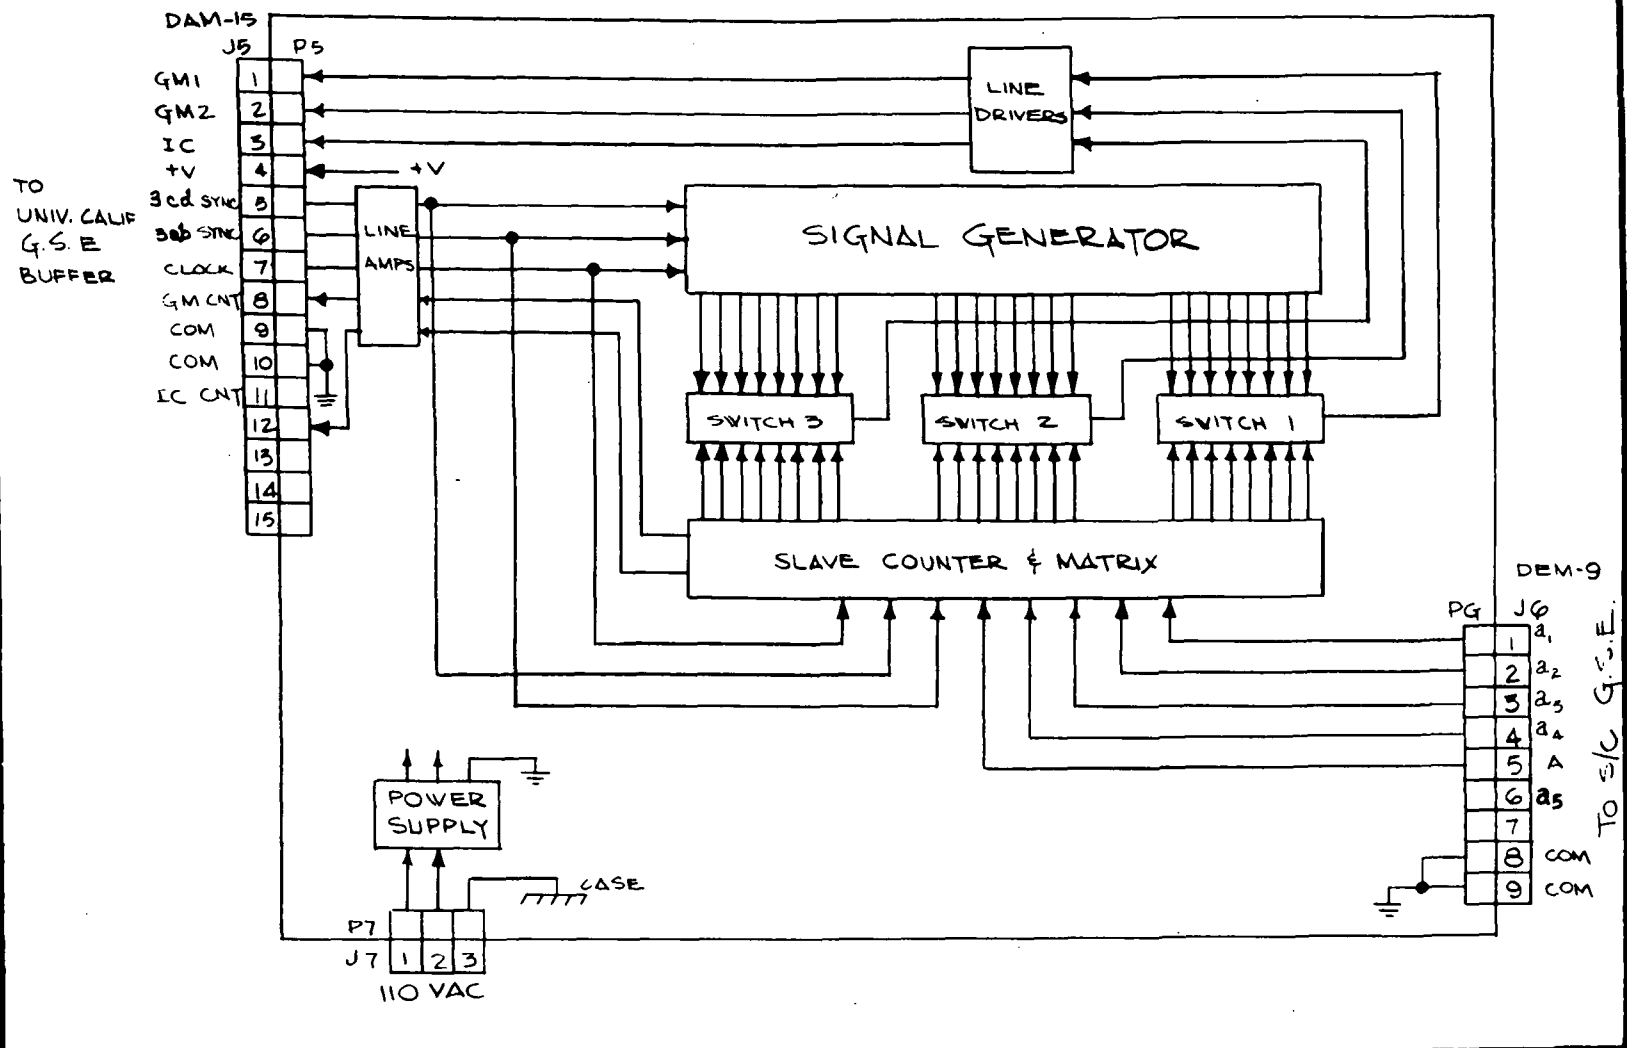 DAM-15
J5 P5
GM1 1
GM2 2
IC 3
+V 4 +V
3cd SYNC 5
3ab SYNC 6
CLOCK 7
GM CNT 8
COM 9
COM 10
IC CNT 11
12
13
14
15
TO
UNIV. CALIF
G.S.E
BUFFER
LINE
AMPS
LINE
DRIVERS
SIGNAL GENERATOR
SWITCH 3
SWITCH 2
SWITCH 1
SLAVE COUNTER & MATRIX
DEM-9
PG J6
1 a1
2 a2
3 a3
4 a4
5 A
6 a5
7
8 COM
9 COM
TO S/C G.S.E.
POWER
SUPPLY
CASE
P7
J7 1 2 3
110 VAC